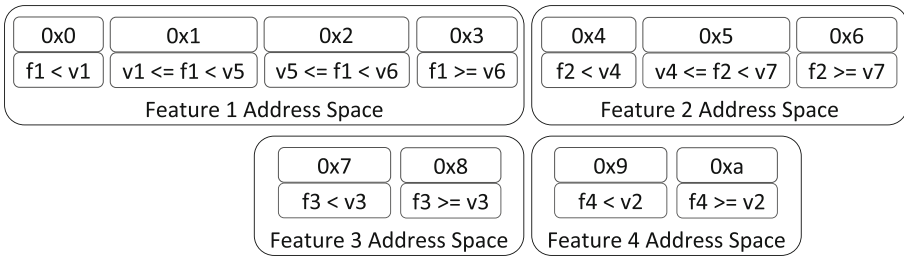 0x0 0x1 0x2 0x3
f1 < v1 v1 <= f1 < v5 v5 <= f1 < v6 f1 >= v6
Feature 1 Address Space
0x4 0x5 0x6
f2 < v4 v4 <= f2 < v7 f2 >= v7
Feature 2 Address Space
0x7 0x8
f3 < v3 f3 >= v3
Feature 3 Address Space
0x9 0xa
f4 < v2 f4 >= v2
Feature 4 Address Space